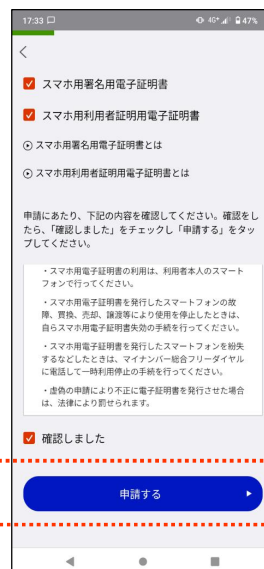 17:33 4G+ 47%
スマホ用署名用電子証明書
スマホ用利用者証明用電子証明書
スマホ用署名用電子証明書とは
スマホ用利用者証明用電子証明書とは
申請にあたり、下記の内容を確認してください。確認をし
たら、「確認しました」をチェックし「申請する」をタッ
プしてください。
・スマホ用電子証明書の利用は、利用者本人のスマート
フォンで行ってください。
・スマホ用電子証明書を発行したスマートフォンの故
障、買換、売却、譲渡等により使用を停止したときは、
自らスマホ用電子証明書失効の手続を行ってください。
・スマホ用電子証明書を発行したスマートフォンを紛失
するなどしたときは、マイナンバー総合フリーダイヤル
に電話して一時利用停止の手続を行ってください。
・虚偽の申請により不正に電子証明書を発行させた場合
は、法律により罰せられます。
確認しました
申請する